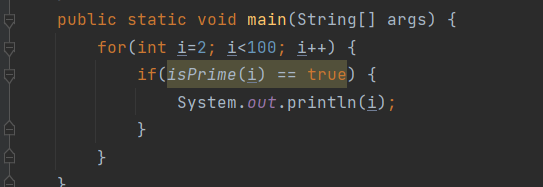 public static void main(String[] args) {
for(int i=2; i<100; i++) {
if(isPrime(i) == true) {
System.out.println(i);
}
}
}